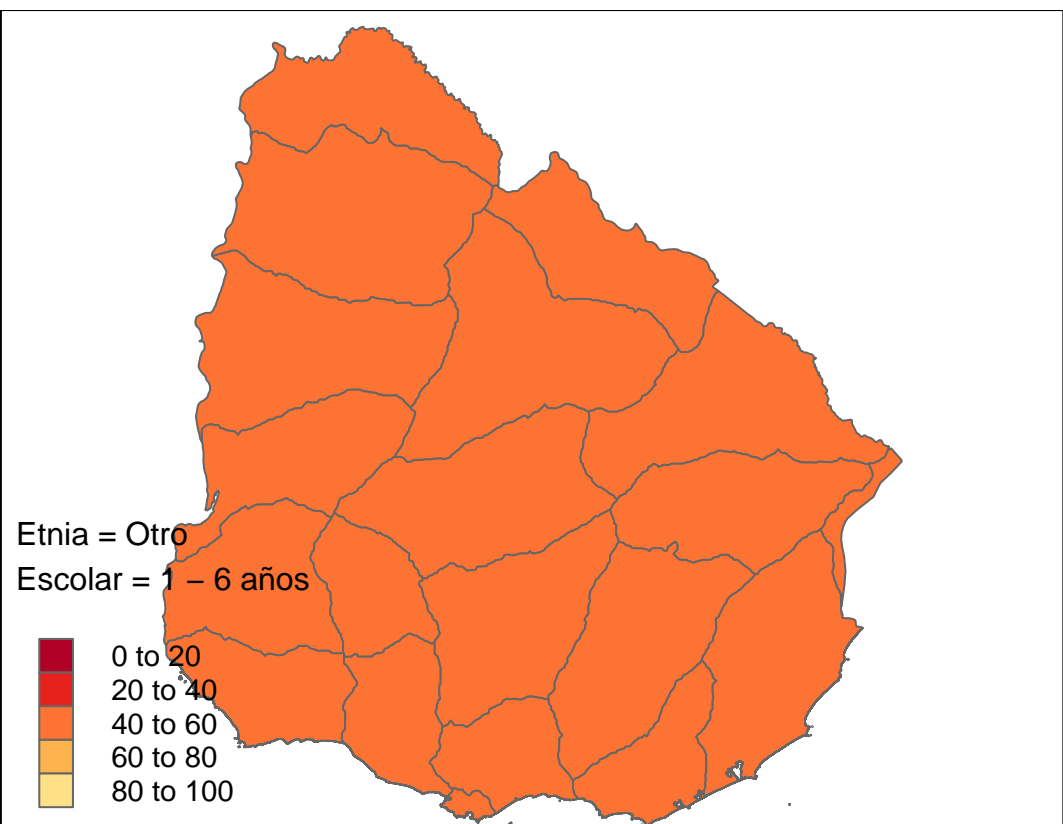 Etnia = Otro
Escolar = 1 – 6 años
0 to 20
20 to 40
40 to 60
60 to 80
80 to 100